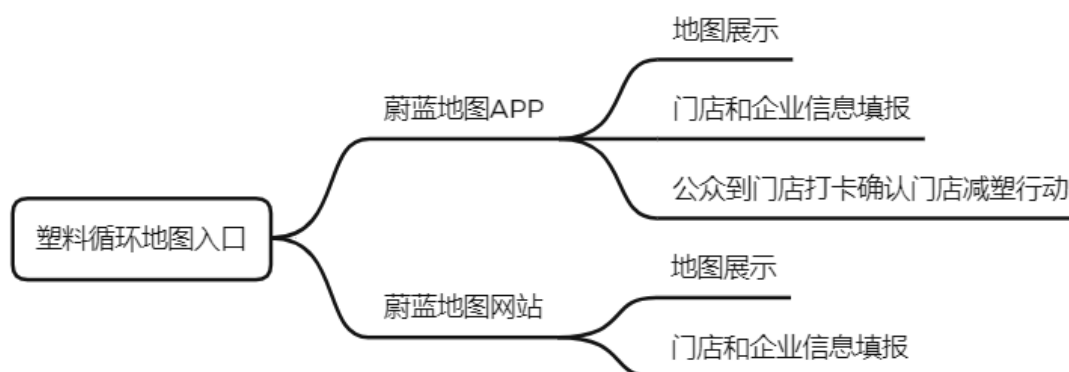 塑料循环地图入口
蔚蓝地图APP
地图展示
门店和企业信息填报
公众到门店打卡确认门店减塑行动
蔚蓝地图网站
地图展示
门店和企业信息填报